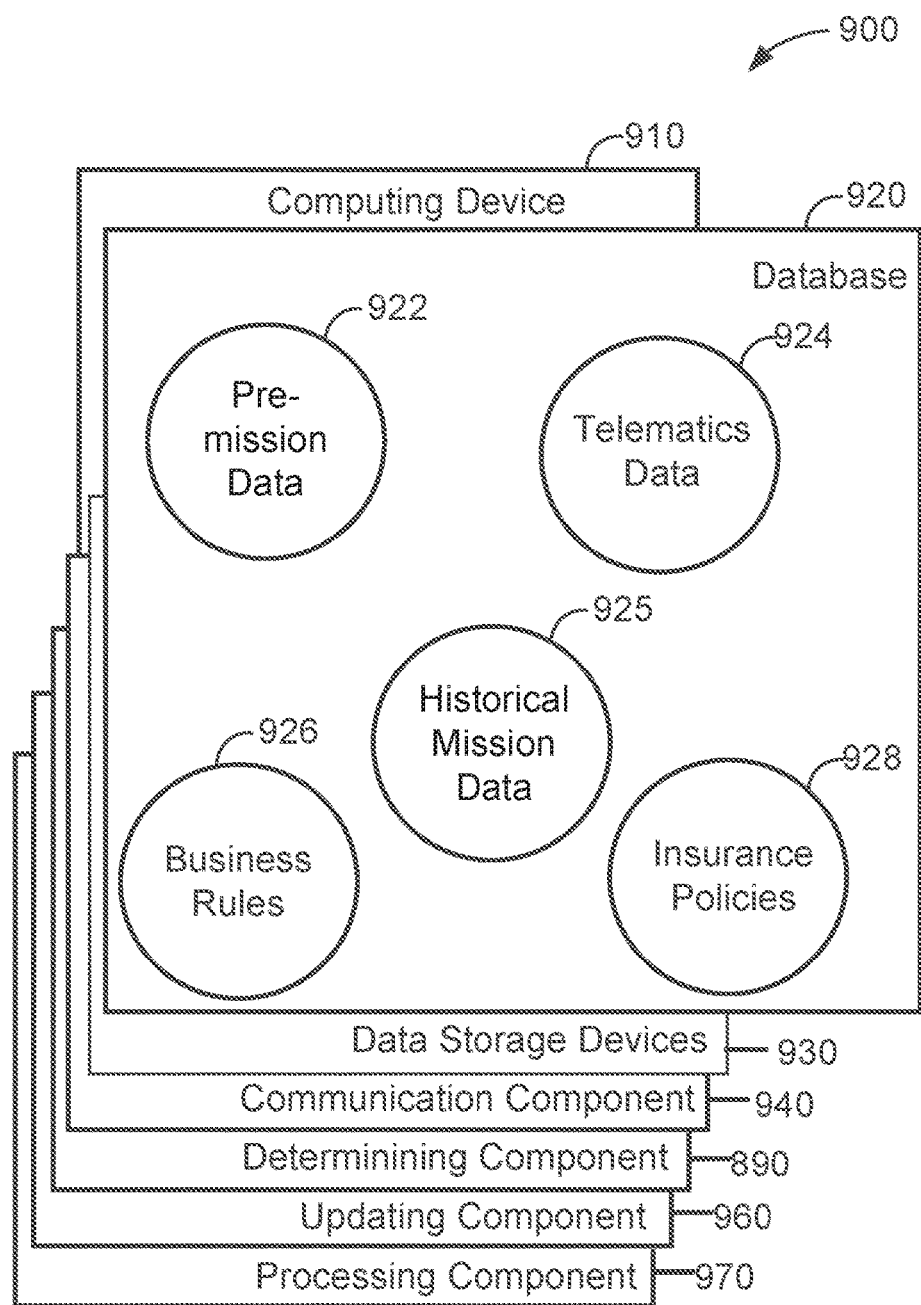 900
910
Computing Device
920
Database
922
Pre-
mission
Data
924
Telematics
Data
925
Historical
Mission
Data
926
Business
Rules
928
Insurance
Policies
Data Storage Devices
930
Communication Component
940
Determinining Component
890
Updating Component
960
Processing Component
970